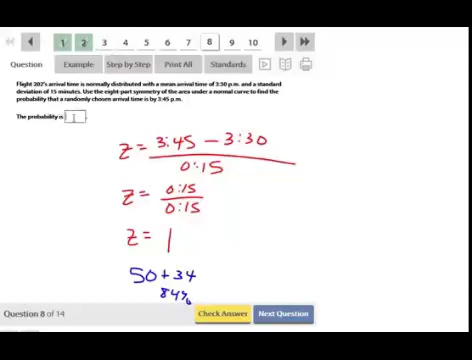 1 2 3 4 5 6 7 8 9 10
Question Example Step by Step Print All Standards
Flight 202's arrival time is normally distributed with a mean arrival time of 3:30 p.m. and a standard
deviation of 15 minutes. Use the eight-part symmetry of the area under a normal curve to find the
probability that a randomly chosen arrival time is by 3:45 p.m.
The probability is .
z = 3:45 - 3:30
0:15
z = 0:15
0:15
z = 1
50 + 34
84%
Question 8 of 14 Check Answer Next Question